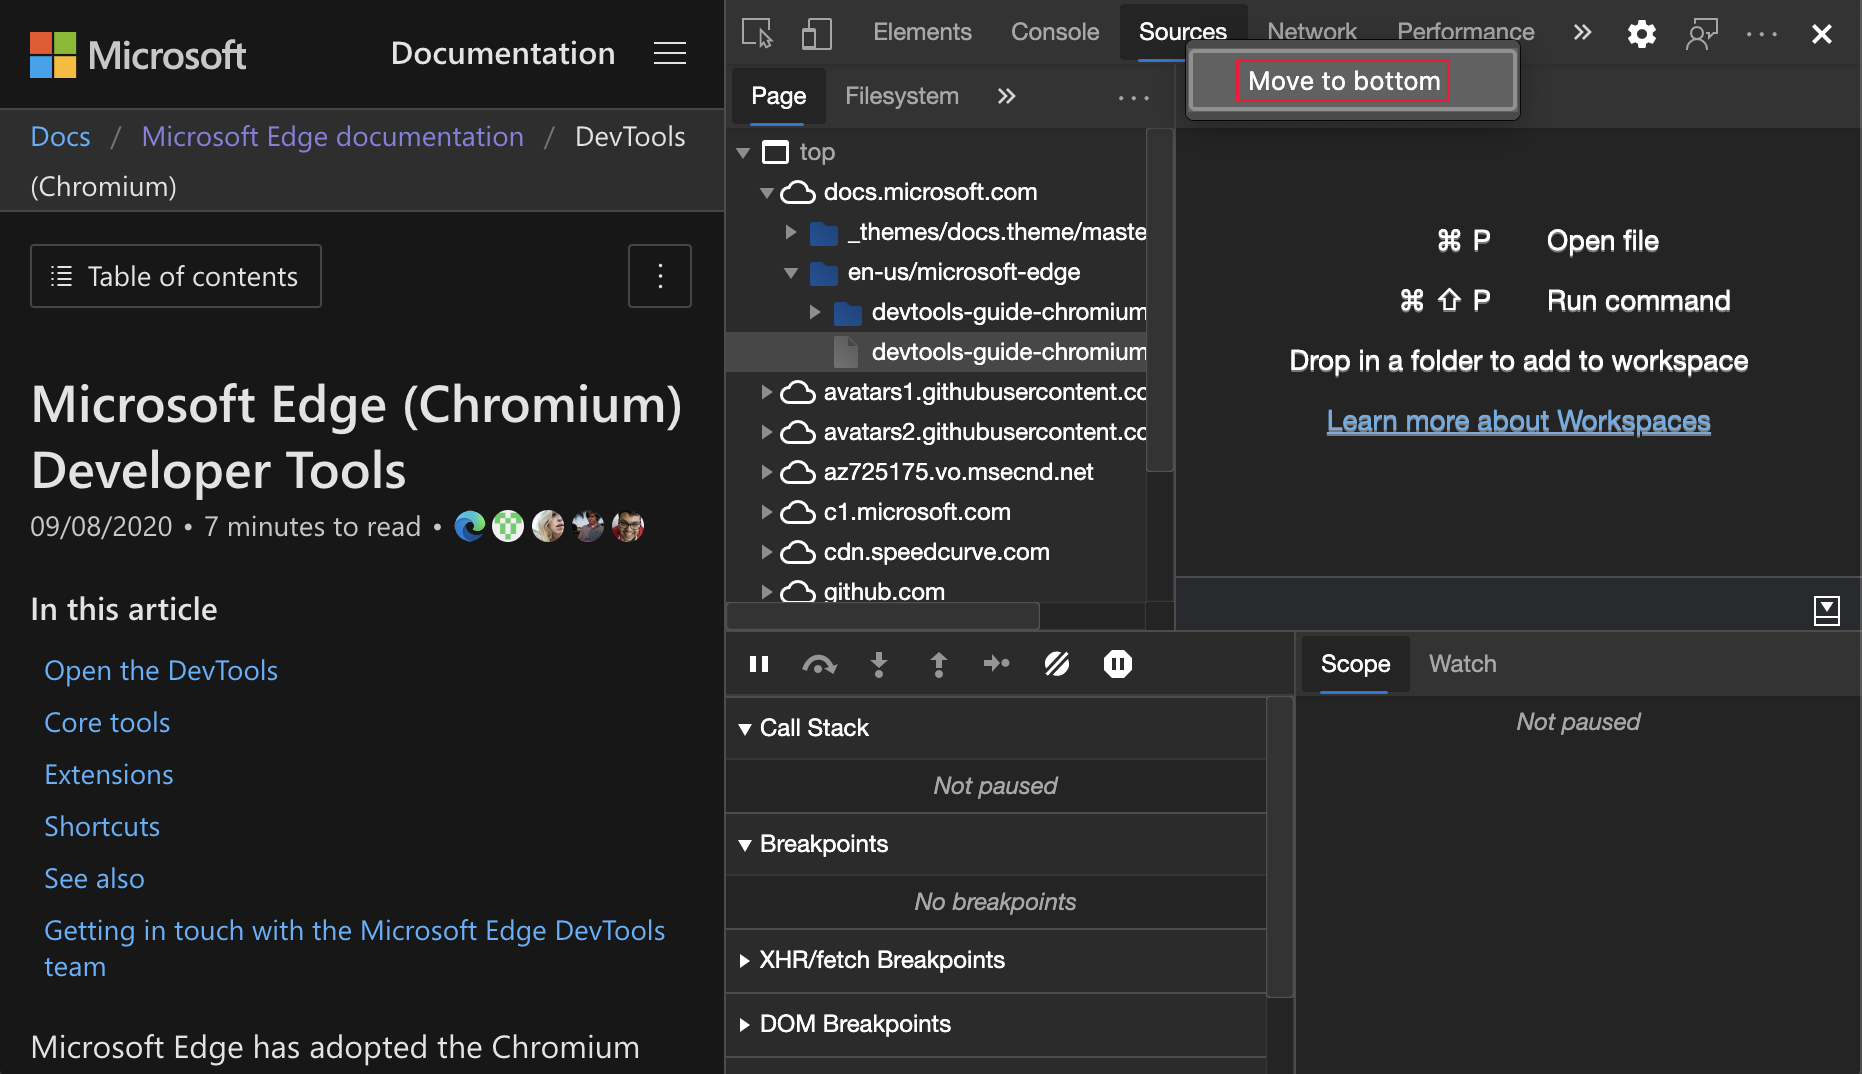 Microsoft
Documentation
Docs / Microsoft Edge documentation / DevTools
(Chromium)
Table of contents
Microsoft Edge (Chromium)
Developer Tools
09/08/2020 • 7 minutes to read •
In this article
Open the DevTools
Core tools
Extensions
Shortcuts
See also
Getting in touch with the Microsoft Edge DevTools
team
Microsoft Edge has adopted the Chromium
Elements Console Sources Network Performance
Move to bottom
Page Filesystem
top
docs.microsoft.com
_themes/docs.theme/maste
en-us/microsoft-edge
devtools-guide-chromium
devtools-guide-chromium
avatars1.githubusercontent.co
avatars2.githubusercontent.co
az725175.vo.msecnd.net
c1.microsoft.com
cdn.speedcurve.com
github.com
⌘ P Open file
⌘ ⇧ P Run command
Drop in a folder to add to workspace
Learn more about Workspaces
Call Stack
Not paused
Breakpoints
No breakpoints
XHR/fetch Breakpoints
DOM Breakpoints
Scope Watch
Not paused